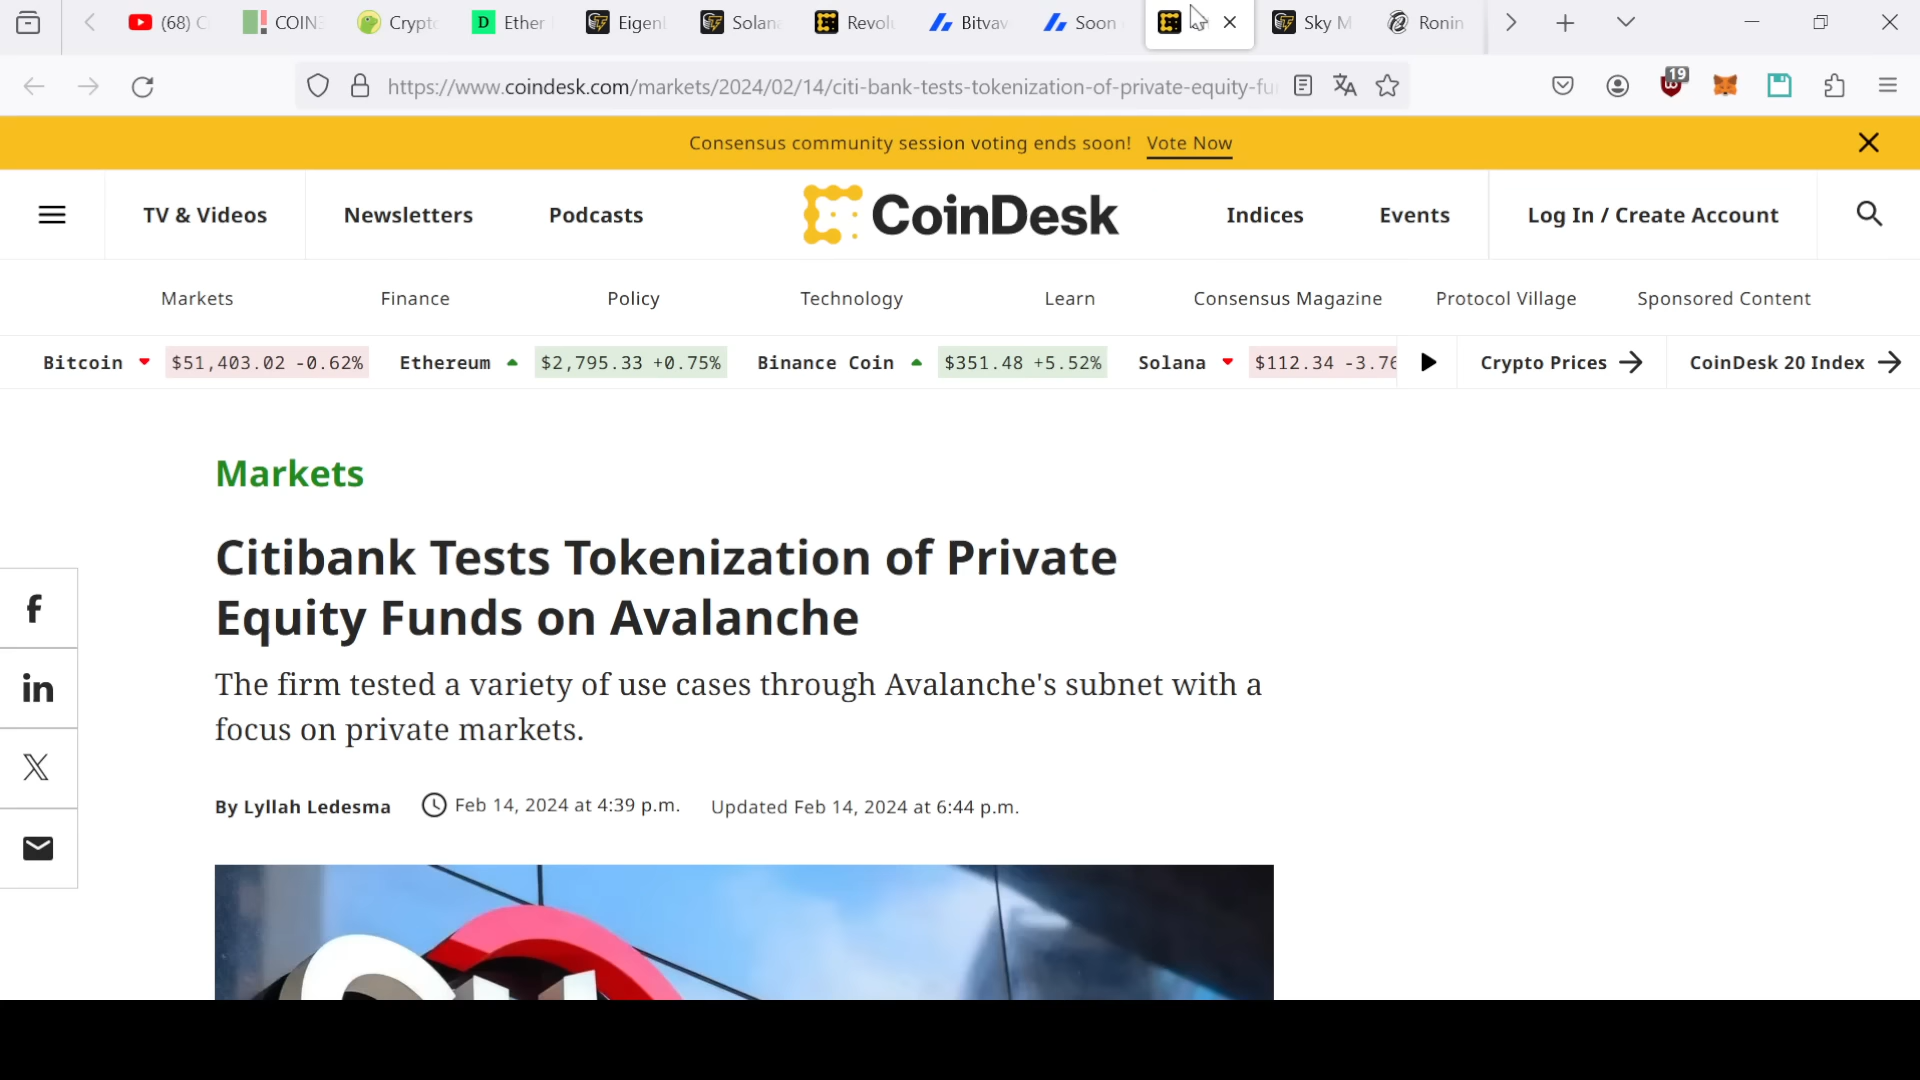 (68) C
COIN
Crypt
Ether
Eigenl
Solan
Revol
Bitvav
Soon
Sky M
Ronin
https://www.coindesk.com/markets/2024/02/14/citi-bank-tests-tokenization-of-private-equity-fu
19
Consensus community session voting ends soon! Vote Now
TV & Videos
Newsletters
Podcasts
CoinDesk
Indices
Events
Log In / Create Account
Markets
Finance
Policy
Technology
Learn
Consensus Magazine
Protocol Village
Sponsored Content
Bitcoin $51,403.02 -0.62% Ethereum $2,795.33 +0.75% Binance Coin $351.48 +5.52% Solana $112.34 -3.76
Crypto Prices
CoinDesk 20 Index
Markets
Citibank Tests Tokenization of Private
Equity Funds on Avalanche
The firm tested a variety of use cases through Avalanche's subnet with a
focus on private markets.
By Lyllah Ledesma Feb 14, 2024 at 4:39 p.m. Updated Feb 14, 2024 at 6:44 p.m.